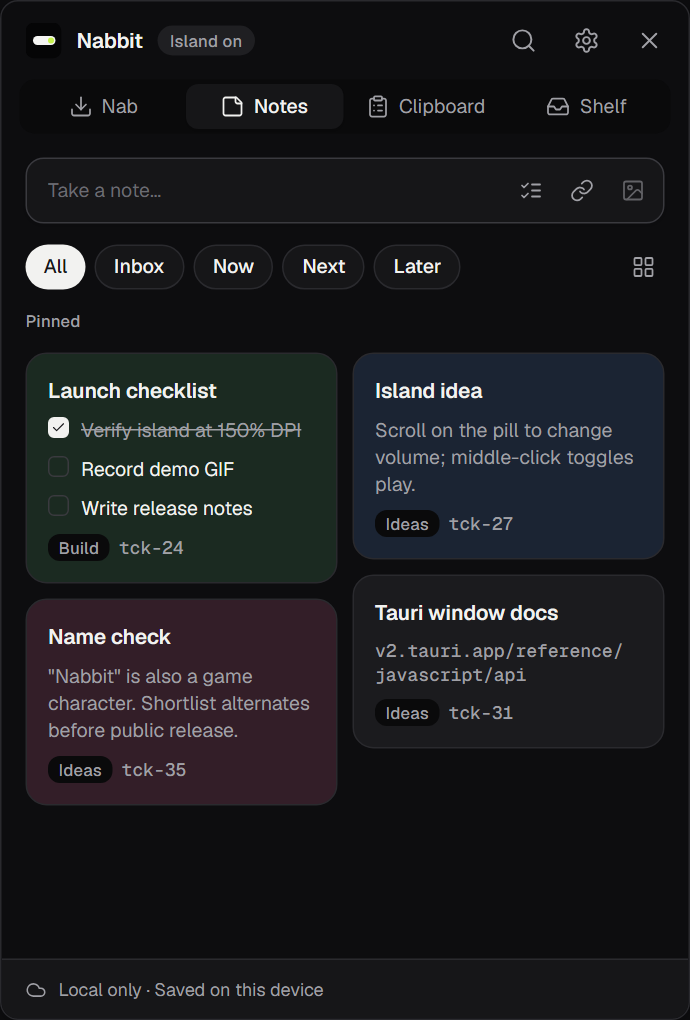 Nabbit
Island on
Nab
Notes
Clipboard
Shelf
Take a note...
All
Inbox
Now
Next
Later
Pinned
Launch checklist
Verify island at 150% DPI
Record demo GIF
Write release notes
Build tck-24
Island idea
Scroll on the pill to change
volume; middle-click toggles
play.
Ideas tck-27
Name check
"Nabbit" is also a game
character. Shortlist alternates
before public release.
Ideas tck-35
Tauri window docs
v2.tauri.app/reference/
javascript/api
Ideas tck-31
Local only · Saved on this device